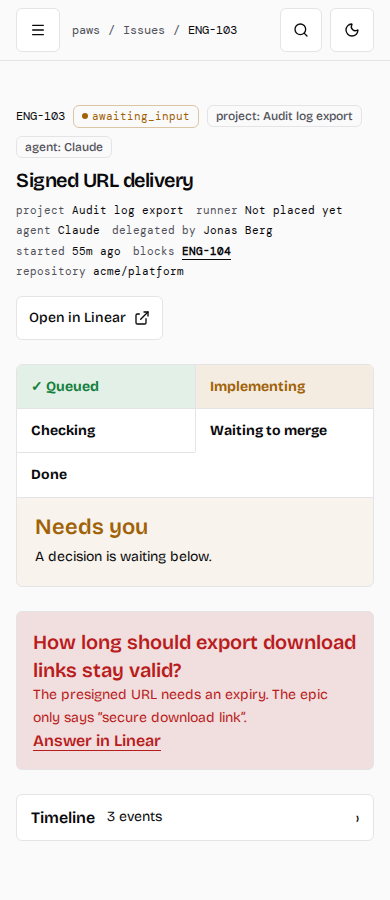 paws / Issues / ENG-103
ENG-103 awaiting_input project: Audit log export
agent: Claude
Signed URL delivery
project Audit log export runner Not placed yet
agent Claude delegated by Jonas Berg
started 55m ago blocks ENG-104
repository acme/platform
Open in Linear
✓ Queued Implementing
Checking Waiting to merge
Done
Needs you
A decision is waiting below.
How long should export download
links stay valid?
The presigned URL needs an expiry. The epic
only says “secure download link”.
Answer in Linear
Timeline 3 events ›